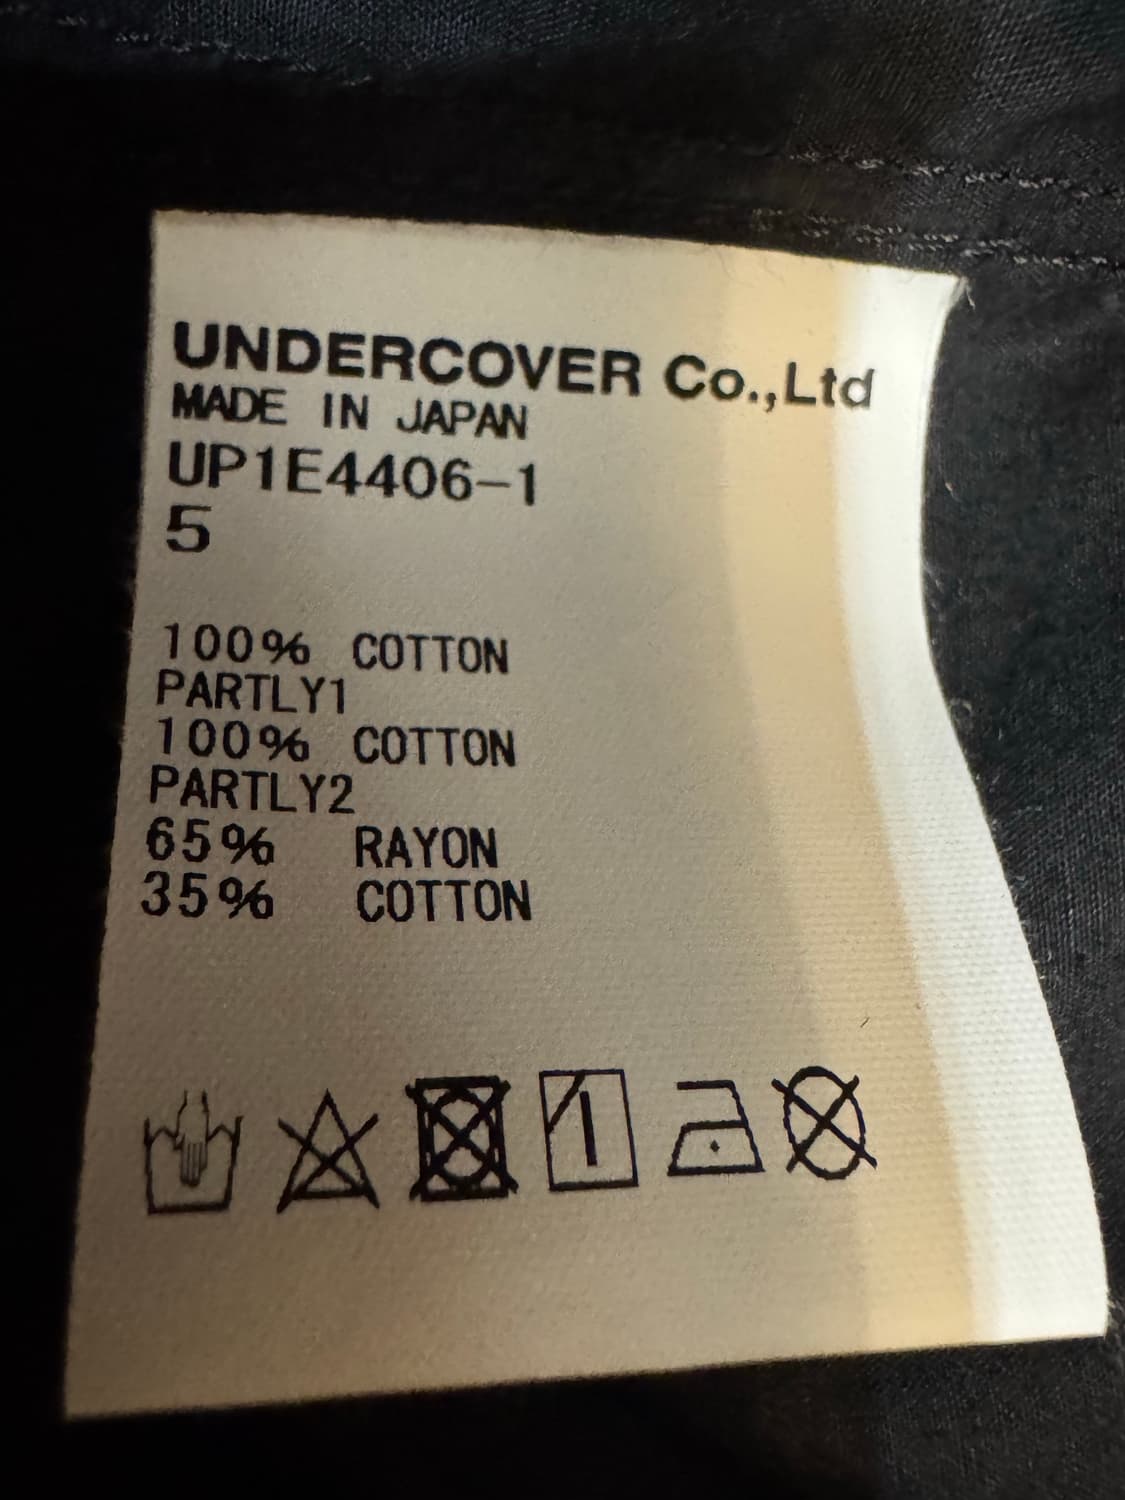 UNDERCOVER Co.,Ltd
MADE IN JAPAN
UP1E4406-1
5
100% COTTON
PARTLY1
100% COTTON
PARTLY2
65% RAYON
35% COTTON